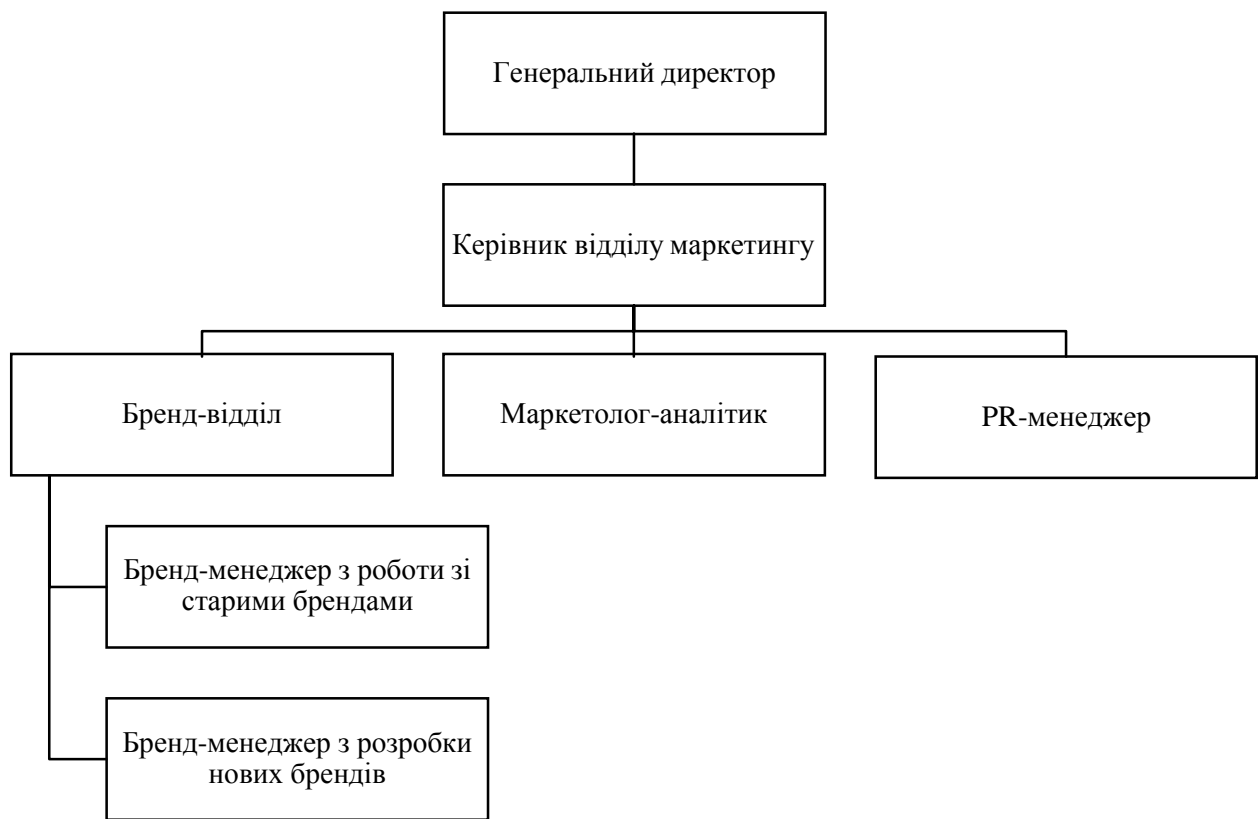 Генеральний директор
Керівник відділу маркетингу
Бренд-відділ
Маркетолог-аналітик
PR-менеджер
Бренд-менеджер з роботи зі
старими брендами
Бренд-менеджер з розробки
нових брендів